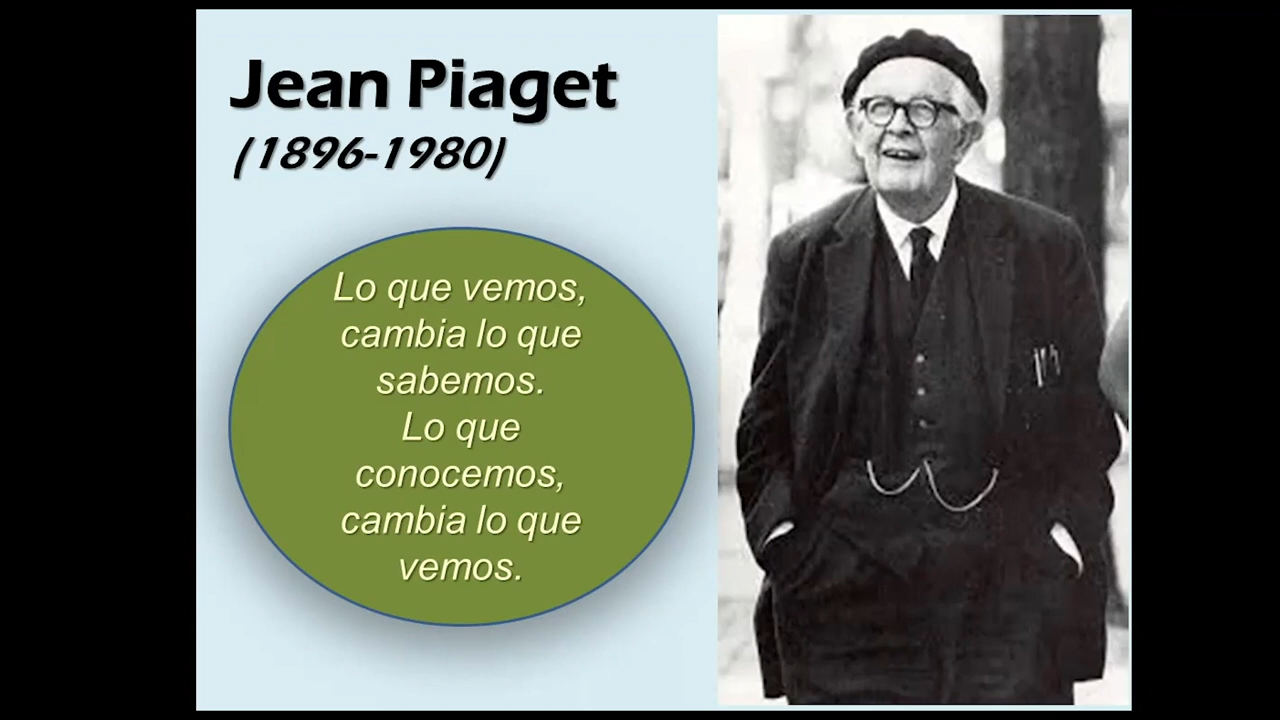 Jean Piaget
(1896-1980)
Lo que vemos,
cambia lo que
sabemos.
Lo que
conocemos,
cambia lo que
vemos.